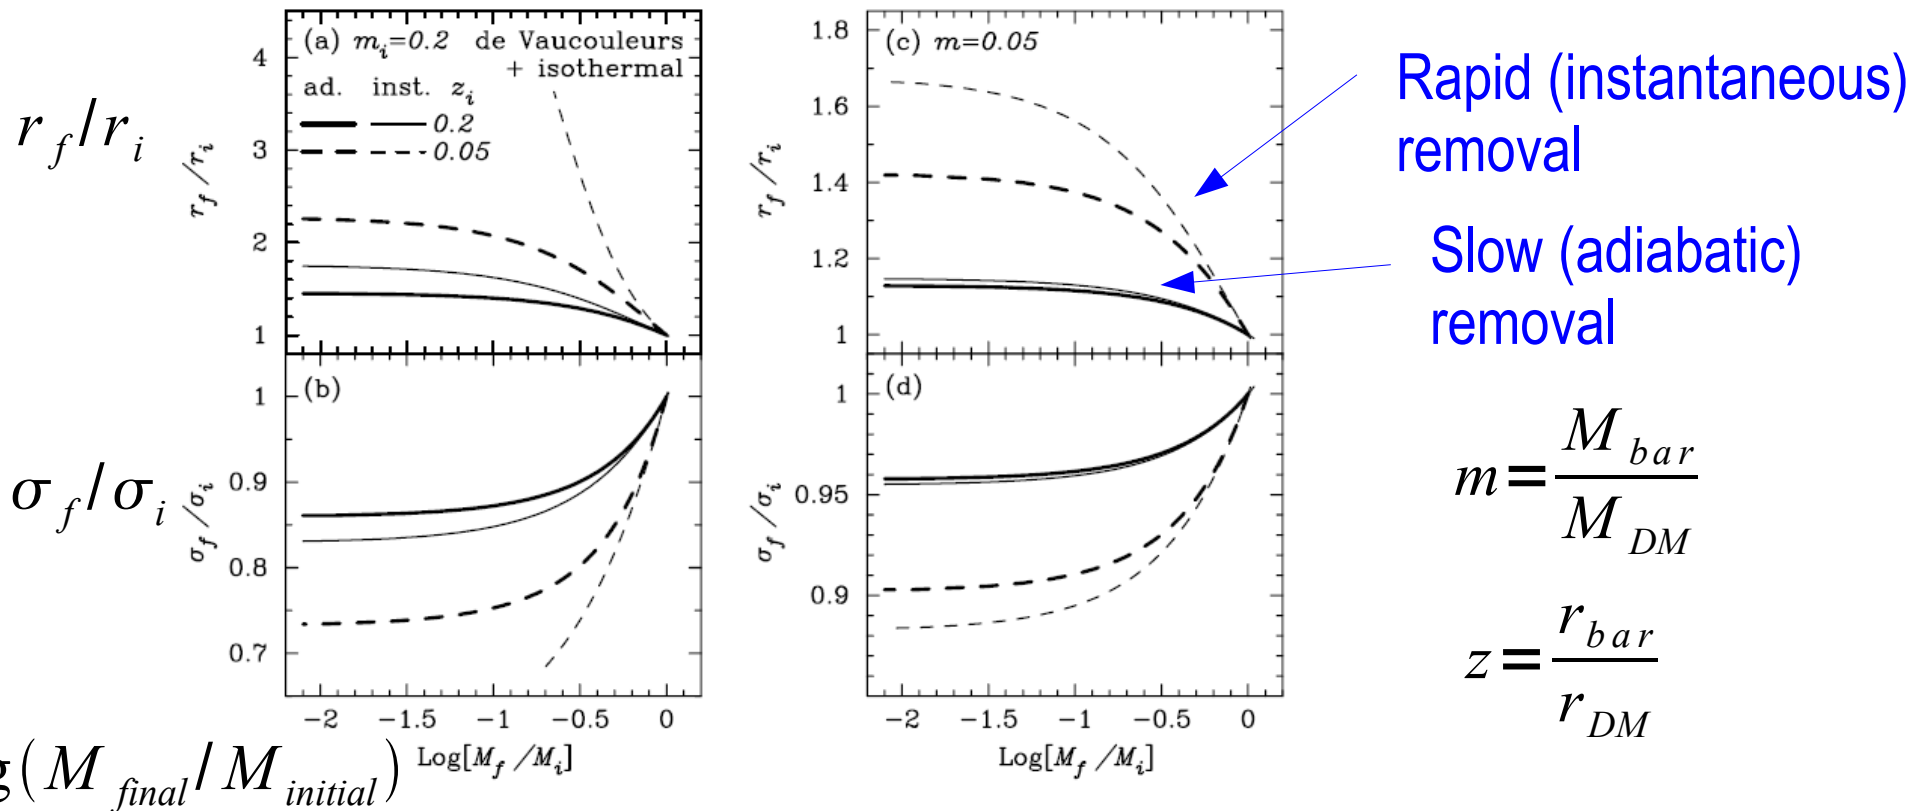 r_f/r_i
σ_f/σ_i
(a) m_i=0.2 de Vaucouleurs
+ isothermal
ad. inst. z_i
0.2
0.05
r_f/r_i
4
3
2
1
(b)
σ_f/σ_i
1
0.9
0.8
0.7
-2 -1.5 -1 -0.5 0
Log[M_f/M_i]
g(M_final/M_initial)
(c) m=0.05
r_f/r_i
1.8
1.6
1.4
1.2
1
(d)
σ_f/σ_i
1
0.95
0.9
-2 -1.5 -1 -0.5 0
Log[M_f/M_i]
Rapid (instantaneous)
removal
Slow (adiabatic)
removal
m=M_bar/M_DM
z=r_bar/r_DM